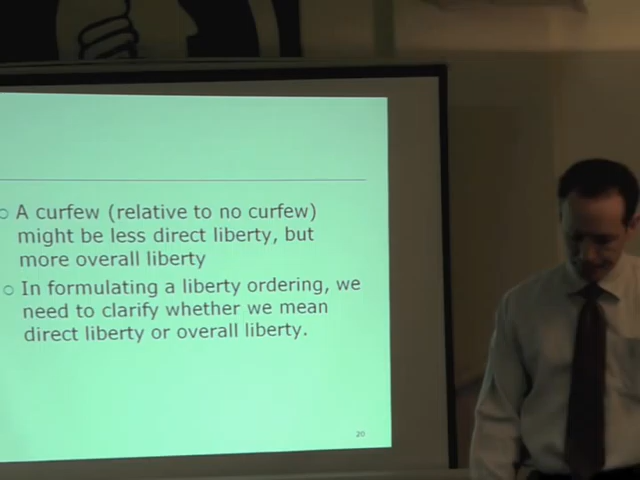 ○ A curfew (relative to no curfew)
might be less direct liberty, but
more overall liberty
○ In formulating a liberty ordering, we
need to clarify whether we mean
direct liberty or overall liberty.
20